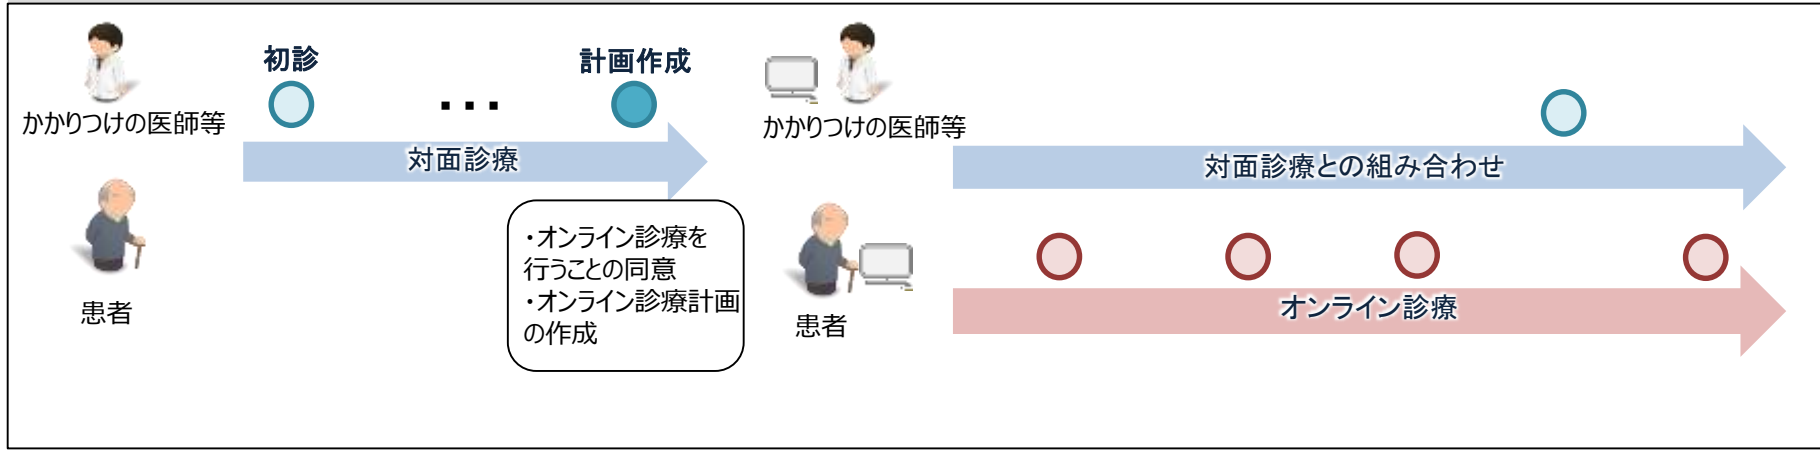 初診
・・・
計画作成
かかりつけの医師等
対面診療
患者
・オンライン診療を
行うことの同意
・オンライン診療計画
の作成
かかりつけの医師等
対面診療との組み合わせ
患者
オンライン診療